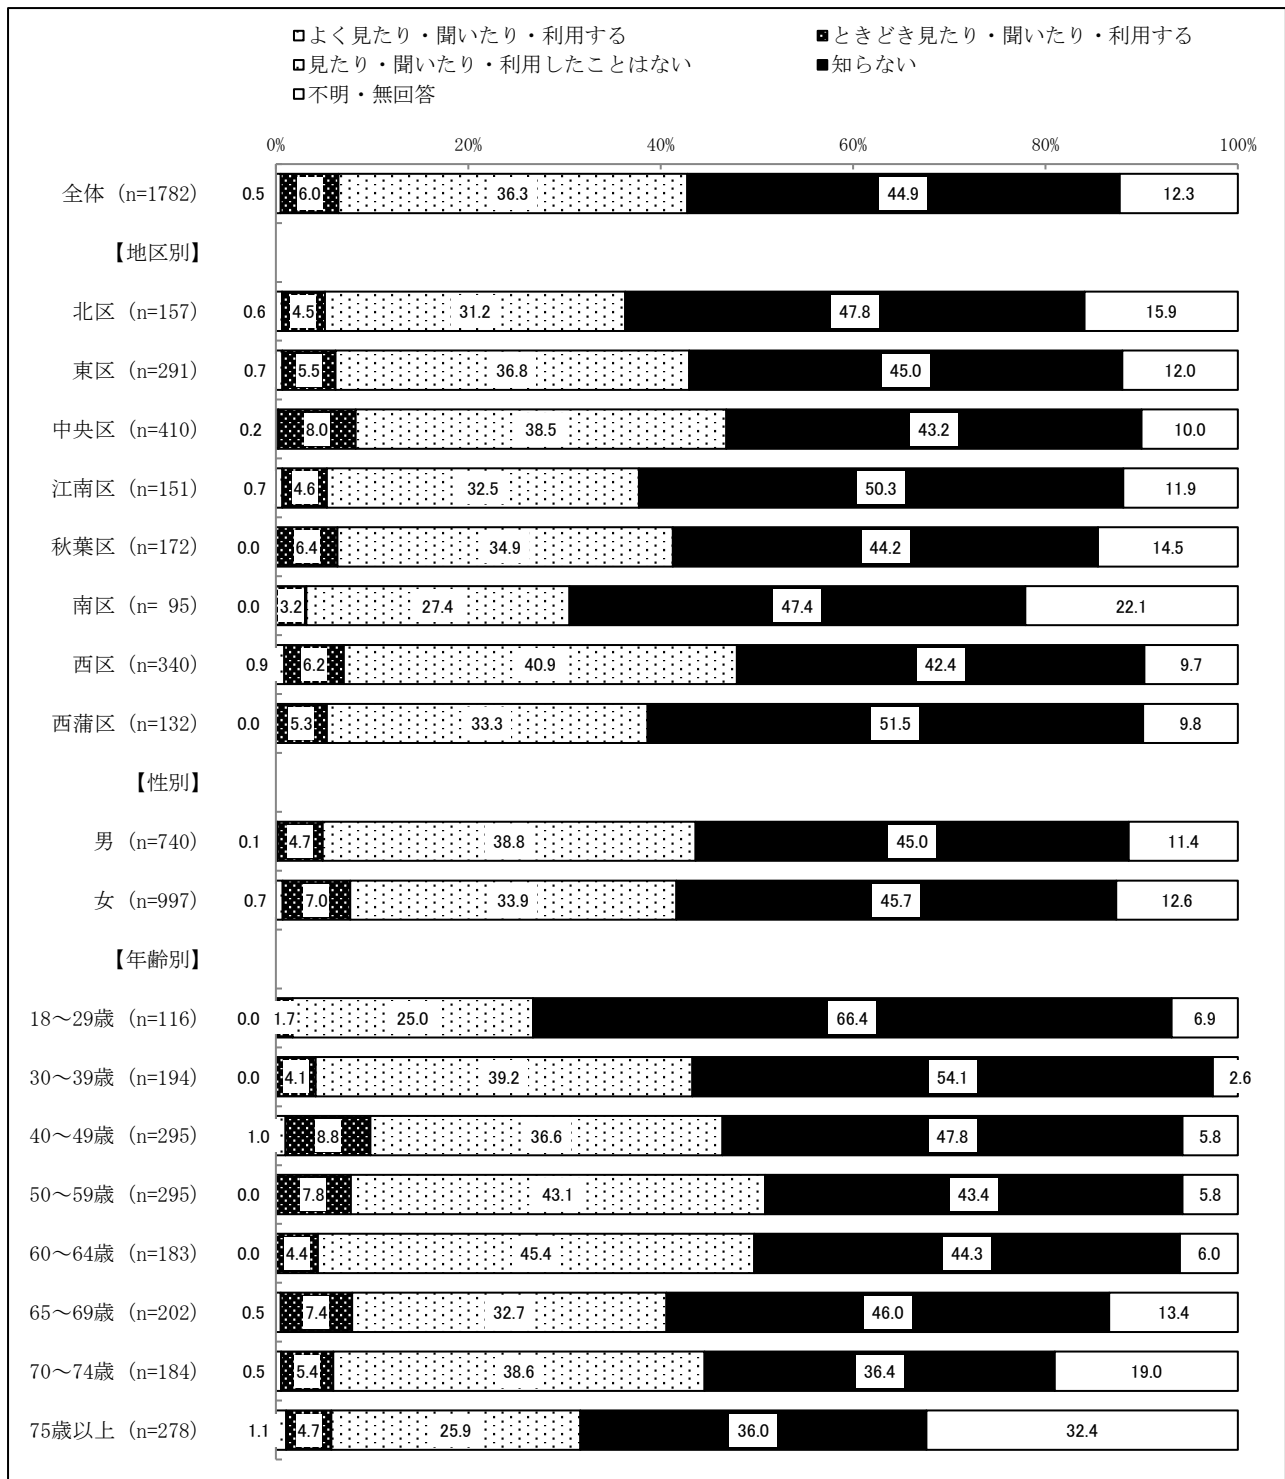 よく見たり・聞いたり・利用する ときどき見たり・聞いたり・利用する
見たり・聞いたり・利用したことはない 知らない
不明・無回答
0% 20% 40% 60% 80% 100%
全体 (n=1782) 0.5 6.0 36.3 44.9 12.3
【地区別】
北区 (n=157) 0.6 4.5 31.2 47.8 15.9
東区 (n=291) 0.7 5.5 36.8 45.0 12.0
中央区 (n=410) 0.2 8.0 38.5 43.2 10.0
江南区 (n=151) 0.7 4.6 32.5 50.3 11.9
秋葉区 (n=172) 0.0 6.4 34.9 44.2 14.5
南区 (n= 95) 0.0 3.2 27.4 47.4 22.1
西区 (n=340) 0.9 6.2 40.9 42.4 9.7
西蒲区 (n=132) 0.0 5.3 33.3 51.5 9.8
【性別】
男 (n=740) 0.1 4.7 38.8 45.0 11.4
女 (n=997) 0.7 7.0 33.9 45.7 12.6
【年齢別】
18～29歳 (n=116) 0.0 1.7 25.0 66.4 6.9
30～39歳 (n=194) 0.0 4.1 39.2 54.1 2.6
40～49歳 (n=295) 1.0 8.8 36.6 47.8 5.8
50～59歳 (n=295) 0.0 7.8 43.1 43.4 5.8
60～64歳 (n=183) 0.0 4.4 45.4 44.3 6.0
65～69歳 (n=202) 0.5 7.4 32.7 46.0 13.4
70～74歳 (n=184) 0.5 5.4 38.6 36.4 19.0
75歳以上 (n=278) 1.1 4.7 25.9 36.0 32.4